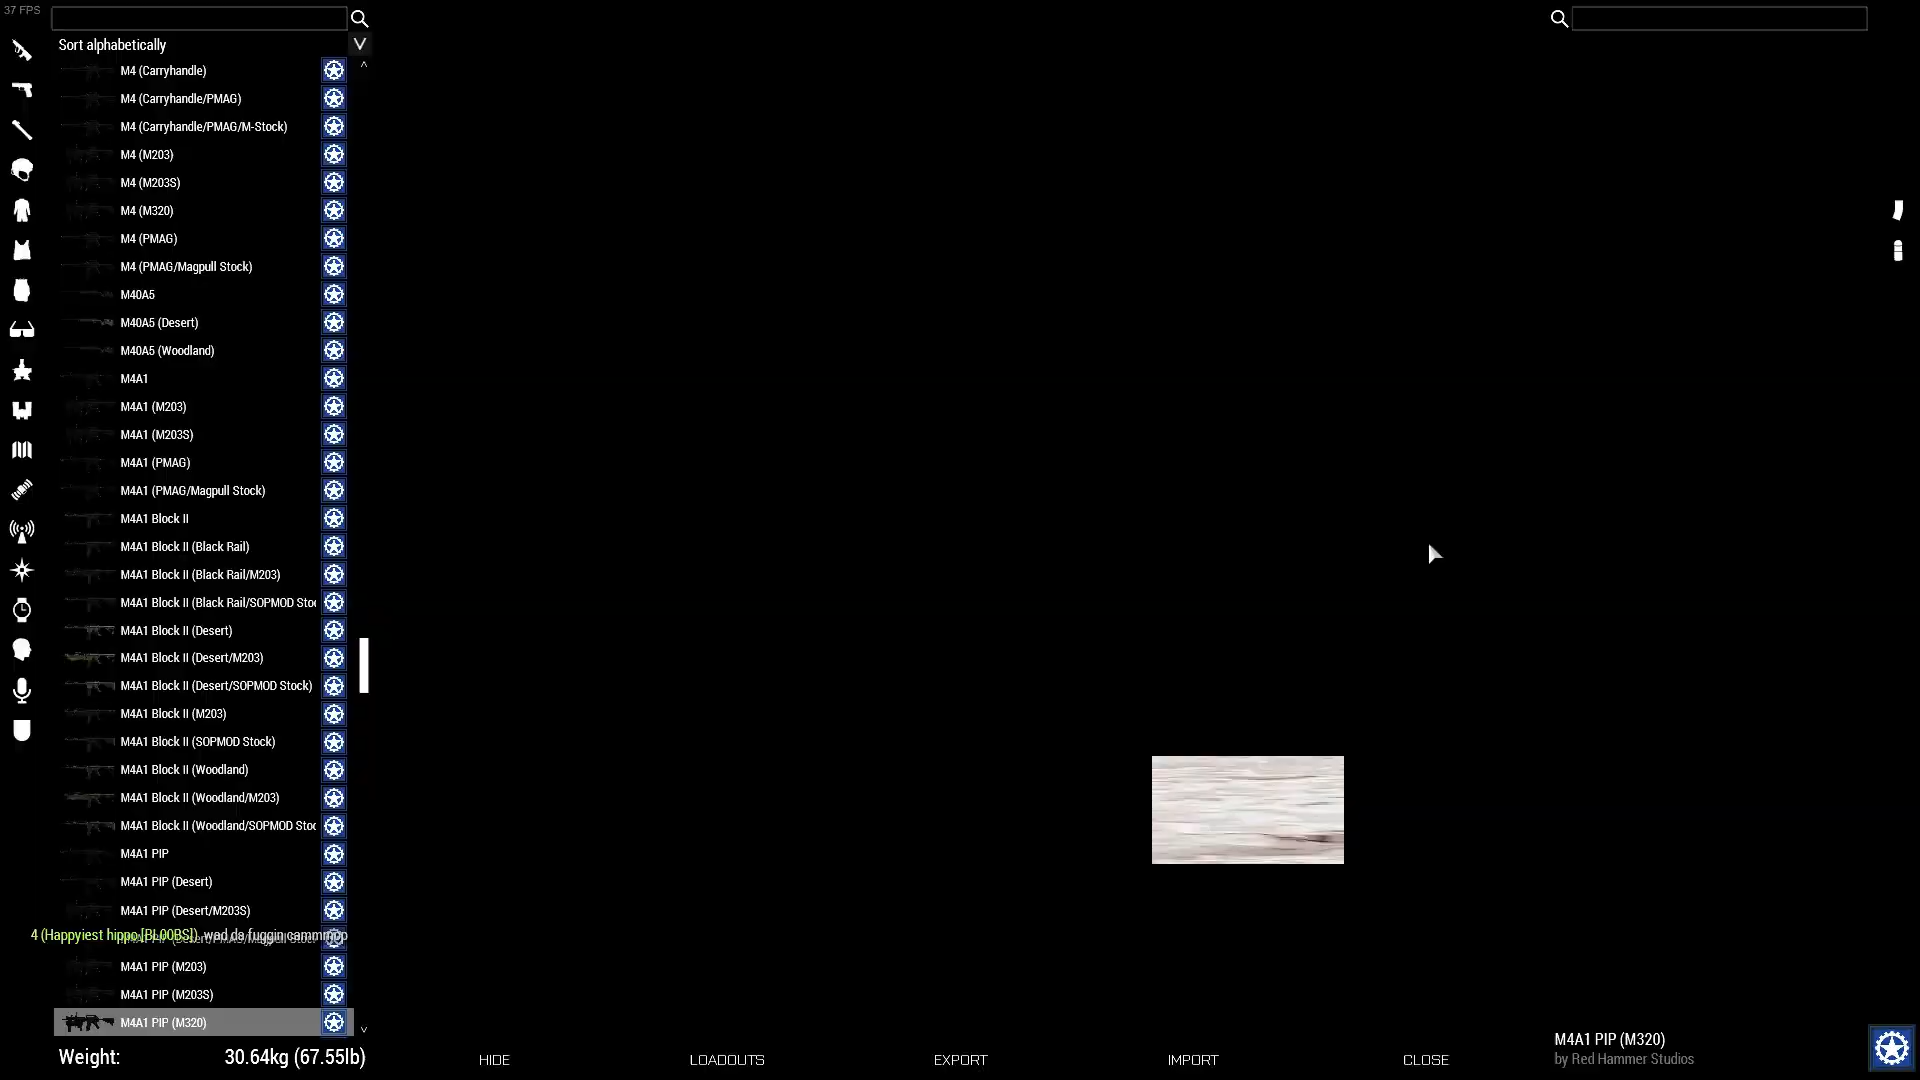 37 FPS
Sort alphabetically
M4 (Carryhandle)
M4 (Carryhandle/PMAG)
M4 (Carryhandle/PMAG/M-Stock)
M4 (M203)
M4 (M203S)
M4 (M320)
M4 (PMAG)
M4 (PMAG/Magpull Stock)
M40A5
M40A5 (Desert)
M40A5 (Woodland)
M4A1
M4A1 (M203)
M4A1 (M203S)
M4A1 (PMAG)
M4A1 (PMAG/Magpull Stock)
M4A1 Block II
M4A1 Block II (Black Rail)
M4A1 Block II (Black Rail/M203)
M4A1 Block II (Black Rail/SOPMOD Stoc
M4A1 Block II (Desert)
M4A1 Block II (Desert/M203)
M4A1 Block II (Desert/SOPMOD Stock)
M4A1 Block II (M203)
M4A1 Block II (SOPMOD Stock)
M4A1 Block II (Woodland)
M4A1 Block II (Woodland/M203)
M4A1 Block II (Woodland/SOPMOD Stoc
M4A1 PIP
M4A1 PIP (Desert)
M4A1 PIP (Desert/M203S)
4 (Happyiest hippo [BL00BS]) wad da fuggin
M4A1 PIP (M203)
M4A1 PIP (M203S)
M4A1 PIP (M320)
Weight: 30.64kg (67.55lb)
HIDE
LOADOUTS
EXPORT
IMPORT
CLOSE
M4A1 PIP (M320)
by Red Hammer Studios